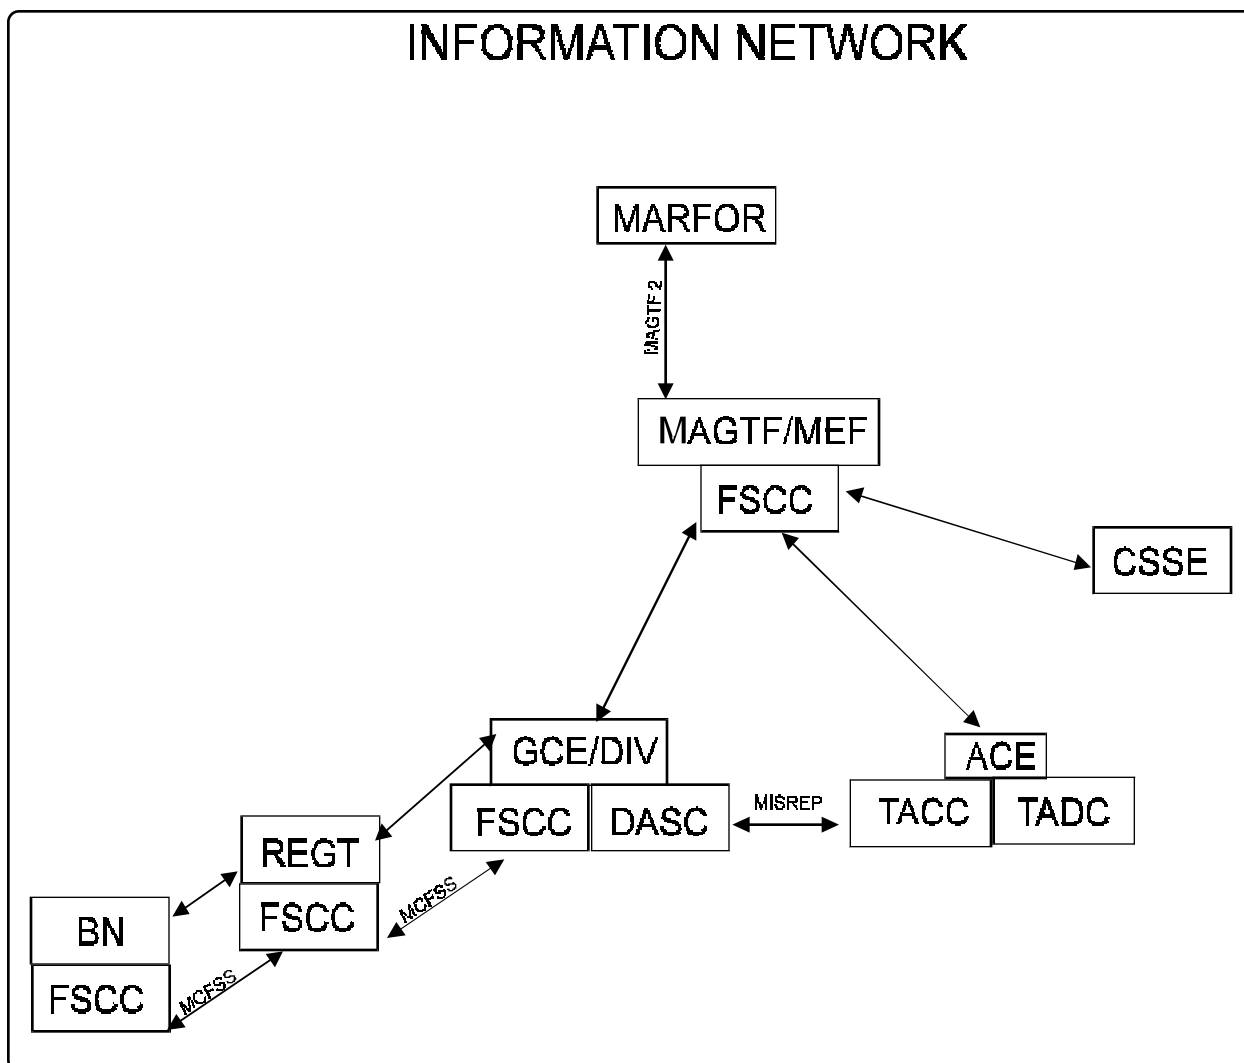 INFORMATION NETWORK
MARFOR
MAGTF 2
MAGTF/MEF
FSCC
CSSE
GCE/DIV
ACE
FSCC
DASC
MISREP
TACC
TADC
REGT
FSCC
MCFSS
BN
FSCC
MCFSS